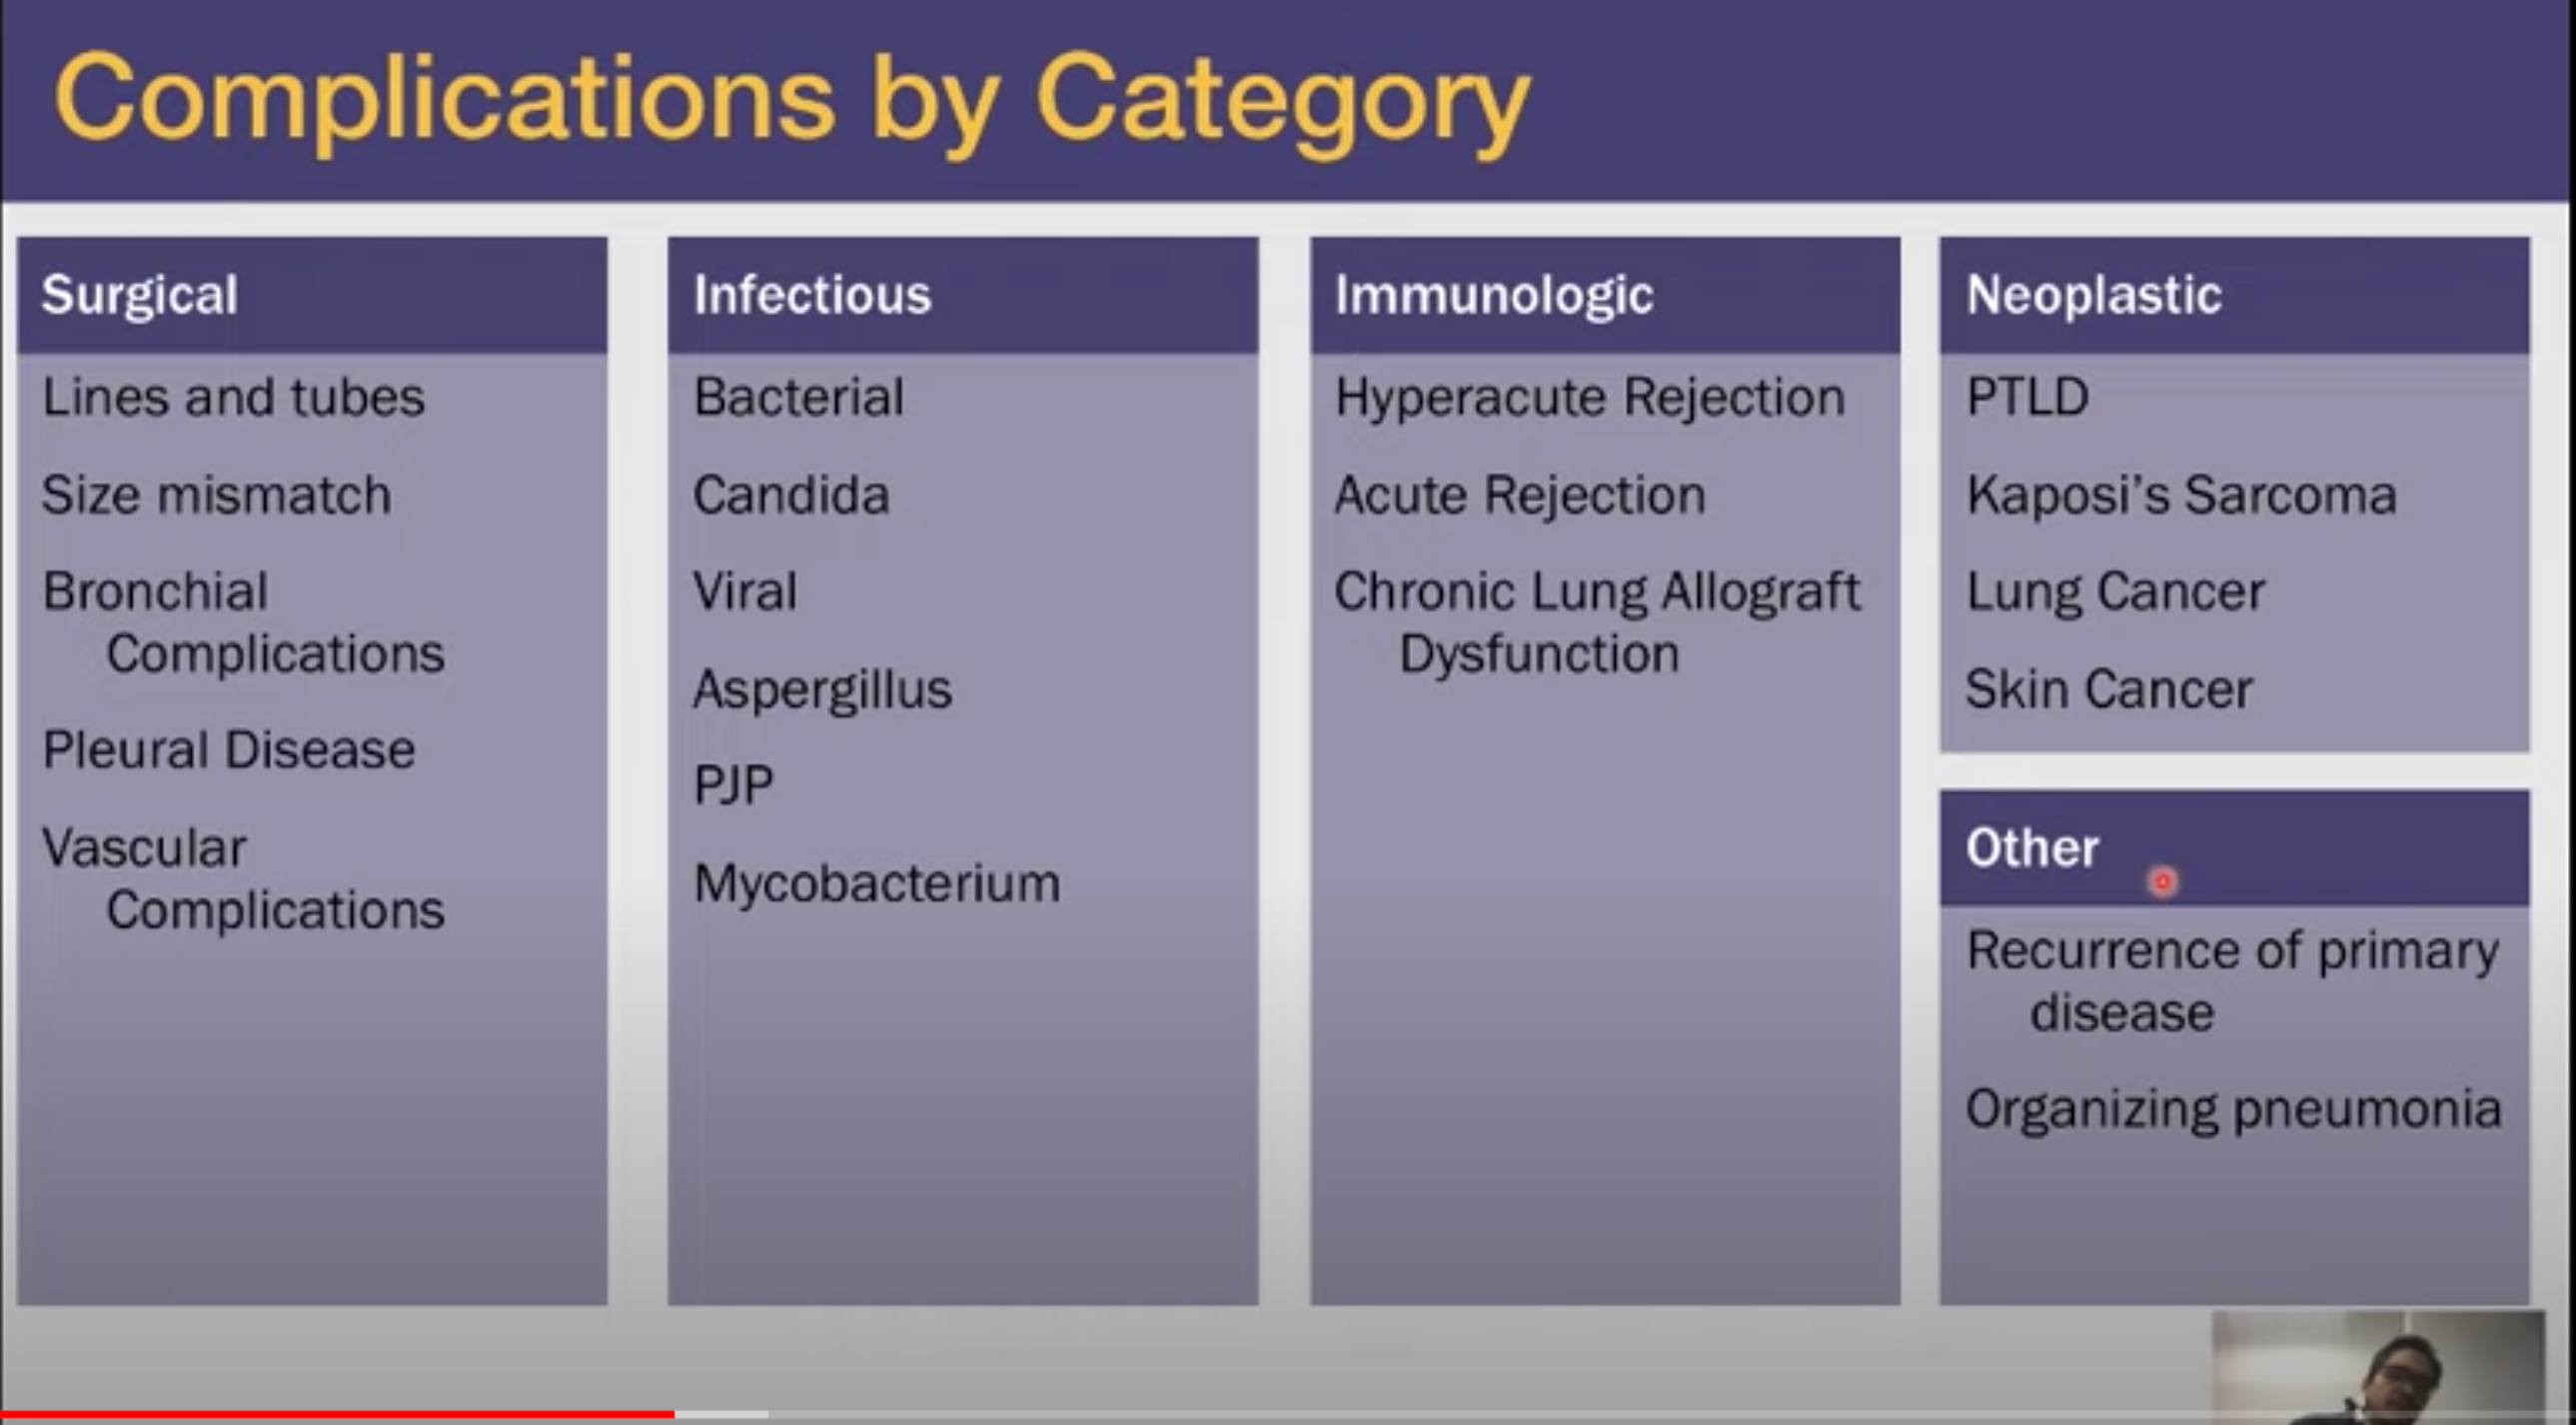 Complications by Category
Surgical
Lines and tubes
Size mismatch
Bronchial
Complications
Pleural Disease
Vascular
Complications
Infectious
Bacterial
Candida
Viral
Aspergillus
PJP
Mycobacterium
Immunologic
Hyperacute Rejection
Acute Rejection
Chronic Lung Allograft
Dysfunction
Neoplastic
PTLD
Kaposi’s Sarcoma
Lung Cancer
Skin Cancer
Other
Recurrence of primary
disease
Organizing pneumonia